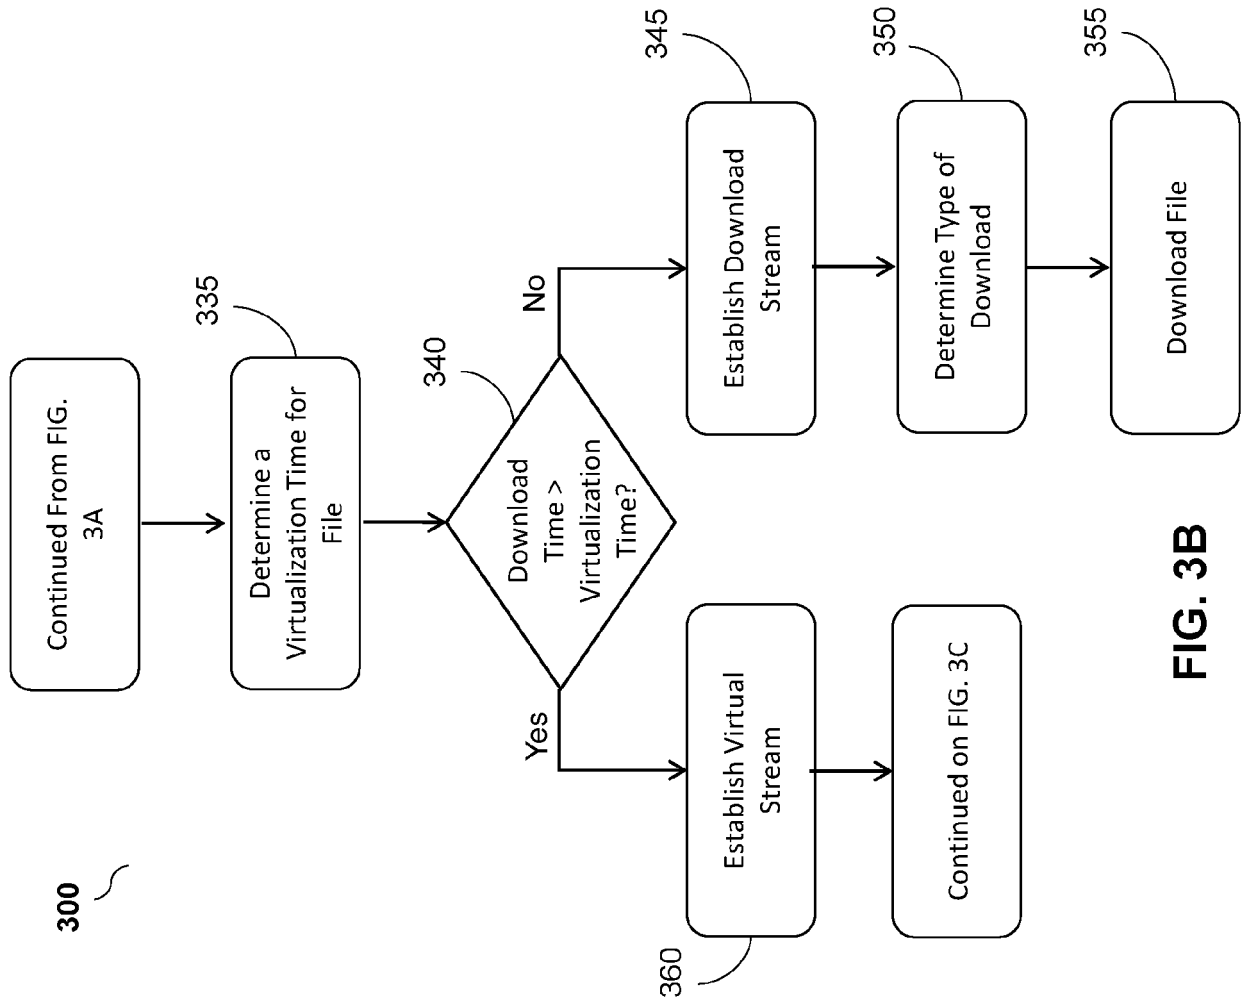 300
Continued From FIG.
3A
335
Determine a
Virtualization Time for
File
340
Download
Time >
Virtualization
Time?
Yes
No
360
Establish Virtual
Stream
Continued on FIG. 3C
345
Establish Download
Stream
350
Determine Type of
Download
355
Download File
FIG. 3B